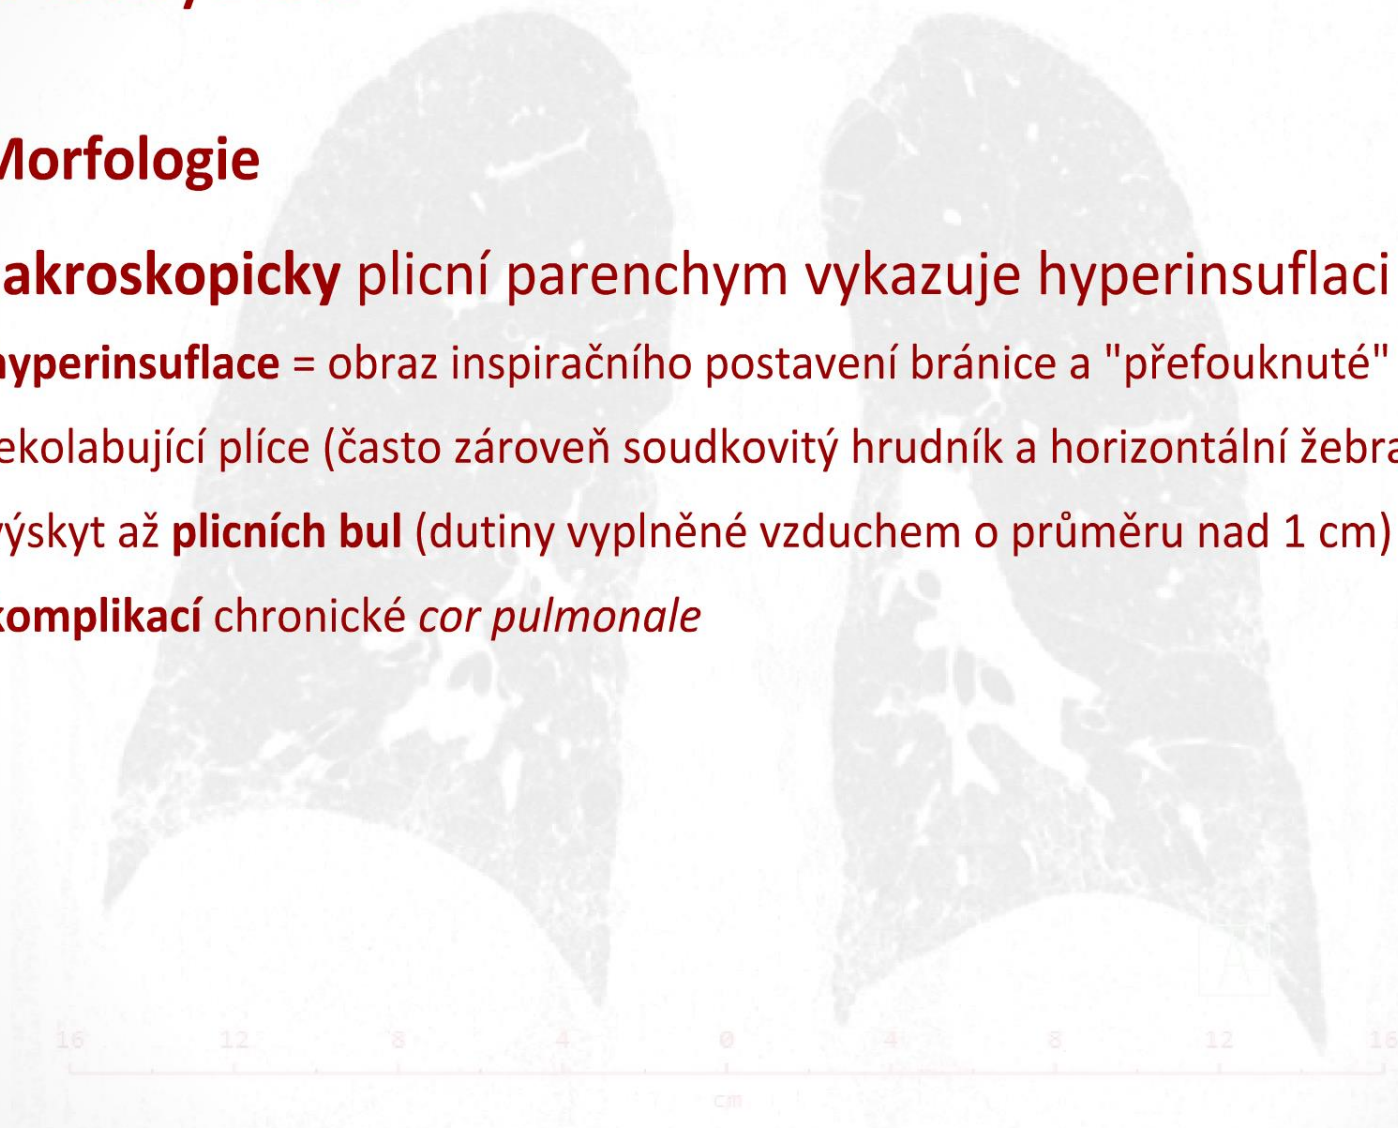 Morfologie
akroskopicky plicní parenchym vykazuje hyperinsuflaci
hyperinsuflace = obraz inspiračního postavení bránice a "přefouknuté"
ekolabující plíce (často zároveň soudkovitý hrudník a horizontální žebra
výskyt až plicních bul (dutiny vyplněné vzduchem o průměru nad 1 cm)
komplikací chronické cor pulmonale
A
16 12 8 4 0 4 8 12 16
cm